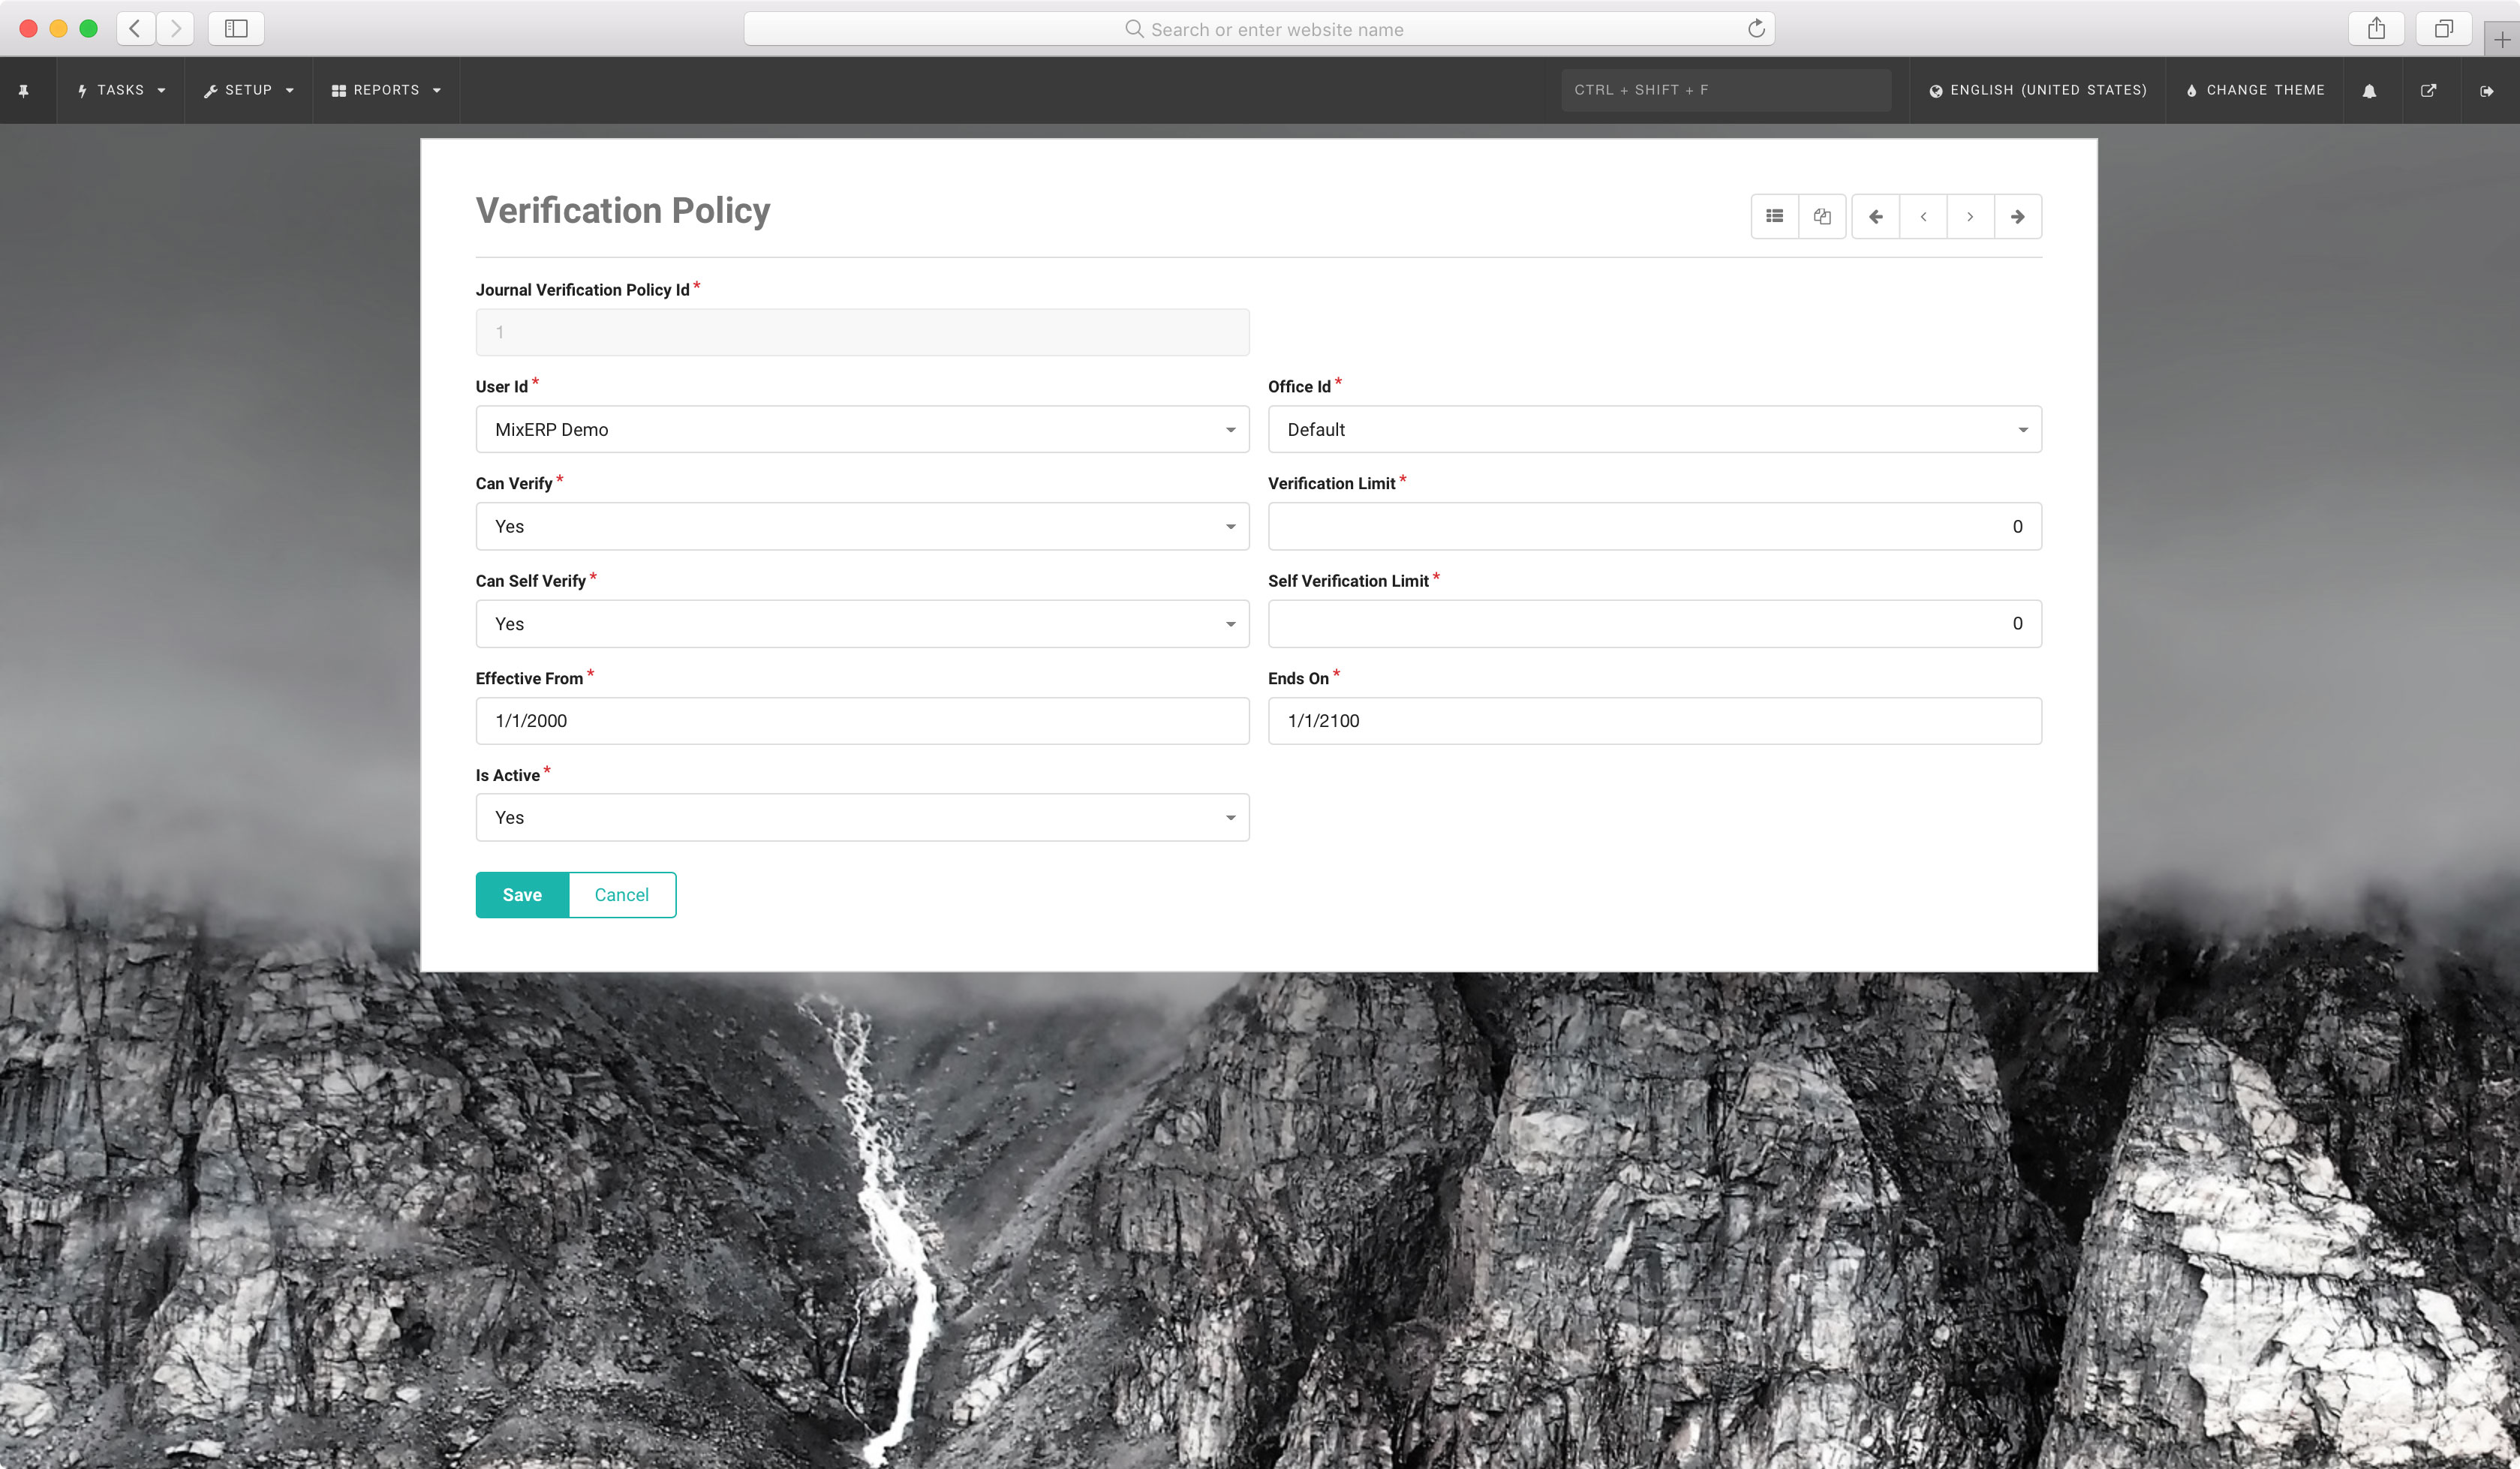 Search or enter website name
TASKS SETUP REPORTS CTRL + SHIFT + F ENGLISH (UNITED STATES) CHANGE THEME
Verification Policy
Journal Verification Policy Id *
1
User Id * Office Id *
MixERP Demo Default
Can Verify * Verification Limit *
Yes 0
Can Self Verify * Self Verification Limit *
Yes 0
Effective From * Ends On *
1/1/2000 1/1/2100
Is Active *
Yes
Save Cancel